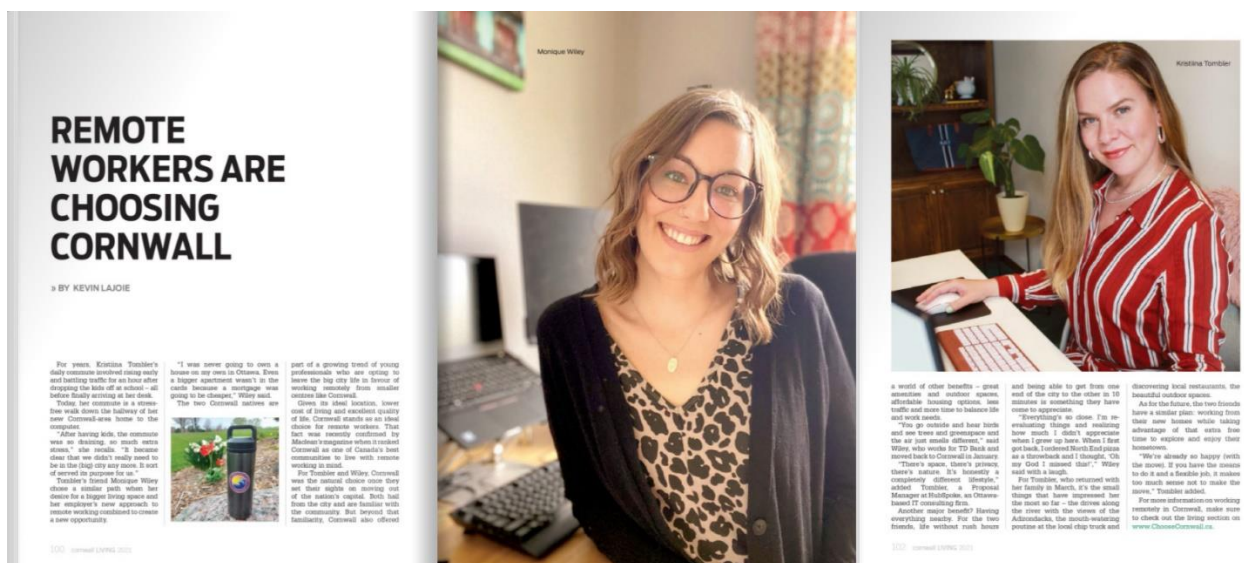 REMOTE
WORKERS ARE
CHOOSING
CORNWALL
» BY KEVIN LAJOIE
For years, Kristiina Tombler's
daily commute involved rising early
and battling traffic for an hour after
dropping the kids off at school – all
before finally arriving at her desk.
Today, her commute is a stress-
free walk down the hallway of her
new Cornwall-area home to the
computer.
"After having kids, the commute
was so draining, so much extra
stress," she recalls. "It became
clear that we didn't really need to
be in the (big) city any more. It sort
of served its purpose for us."
Tombler's friend Monique Wiley
chose a similar path when her
desire for a bigger living space and
her employer's new approach to
remote working combined to create
a new opportunity.
"I was never going to own a
house on my own in Ottawa. Even
a bigger apartment wasn't in the
cards because a mortgage was
going to be cheaper," Wiley said.
The two Cornwall natives are
part of a growing trend of young
professionals who are opting to
leave the big city life in favour of
working remotely from smaller
centres like Cornwall.
Given its ideal location, lower
cost of living and excellent quality
of life, Cornwall stands as an ideal
choice for remote workers. That
fact was recently confirmed by
Maclean's magazine when it ranked
Cornwall as one of Canada's best
communities to live with remote
working in mind.
For Tombler and Wiley, Cornwall
was the natural choice once they
set their sights on moving out
of the nation's capital. Both hail
from the city and are familiar with
the community. But beyond that
familiarity, Cornwall also offered
100 cornwall LIVING
Monique Wiley
Kristiina Tombler
a world of other benefits – great
amenities and outdoor spaces,
affordable housing options, less
traffic and more time to balance life
and work needs.
"You go outside and hear birds
and see trees and greenspace and
the air just smells different," said
Wiley, who works for TD Bank and
moved back to Cornwall in January.
"There's space, there's privacy,
there's nature. It's honestly a
completely different lifestyle,"
added Tombler, a Proposal
Manager at HubSpoke, an Ottawa-
based IT consulting firm.
Another major benefit? Having
everything nearby. For the two
friends, life without rush hours
and being able to get from one
end of the city to the other in 10
minutes is something they have
come to appreciate.
"Everything's so close. I'm re-
evaluating things and realizing
how much I didn't appreciate
when I grew up here. When I first
got back, I ordered North End pizza
as a throwback and I thought, 'Oh
my God I missed this!'," Wiley
said with a laugh.
For Tombler, who returned with
her family in March, it's the small
things that have impressed her
the most so far – the drives along
the river with the views of the
Adirondacks, the mouth-watering
poutine at the local chip truck and
discovering local restaurants, the
beautiful outdoor spaces.
As for the future, the two friends
have a similar plan: working from
their new homes while taking
advantage of that extra free
time to explore and enjoy their
hometown.
"We're already so happy (with
the move). If you have the means
to do it and a flexible job, it makes
too much sense not to make the
move," Tombler added.
For more information on working
remotely in Cornwall, make sure
to check out the living section on
www.ChooseCornwall.ca.
102 cornwall LIVING